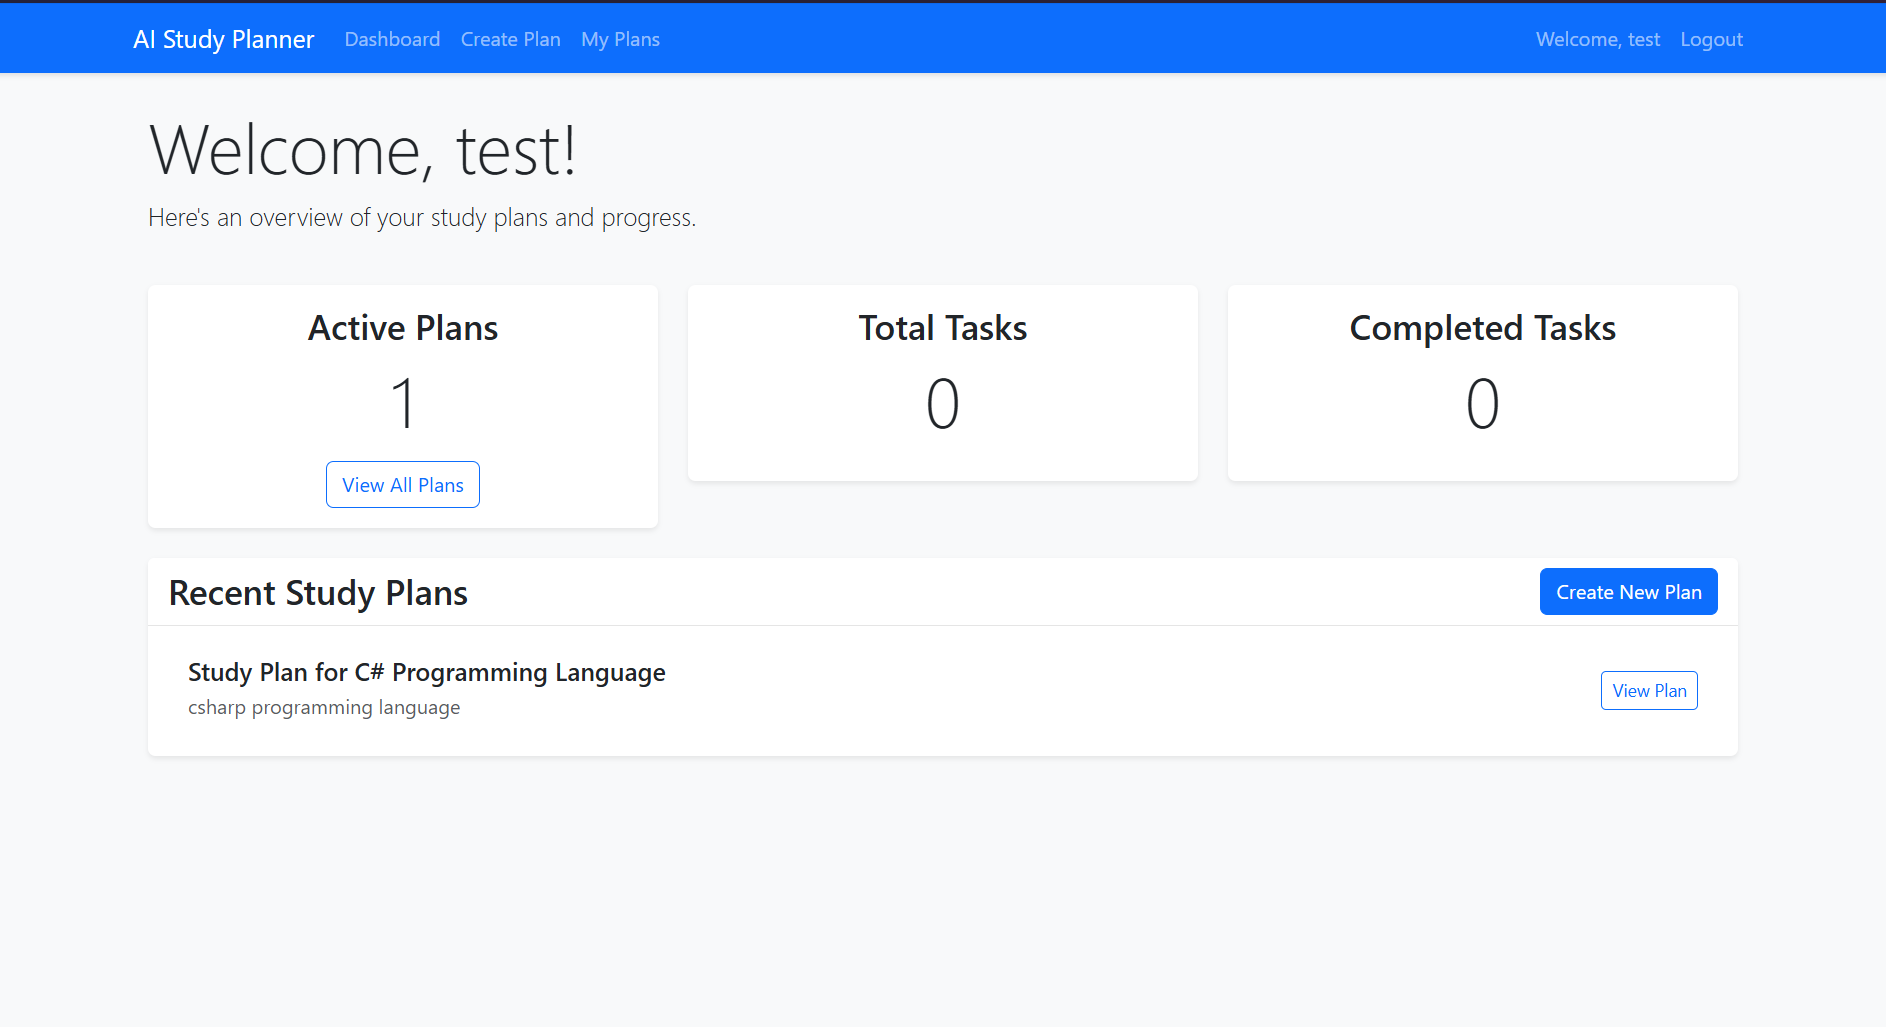 AI Study Planner Dashboard Create Plan My Plans Welcome, test Logout
Welcome, test!
Here's an overview of your study plans and progress.
Active Plans
1
View All Plans
Total Tasks
0
Completed Tasks
0
Recent Study Plans
Create New Plan
Study Plan for C# Programming Language
csharp programming language
View Plan